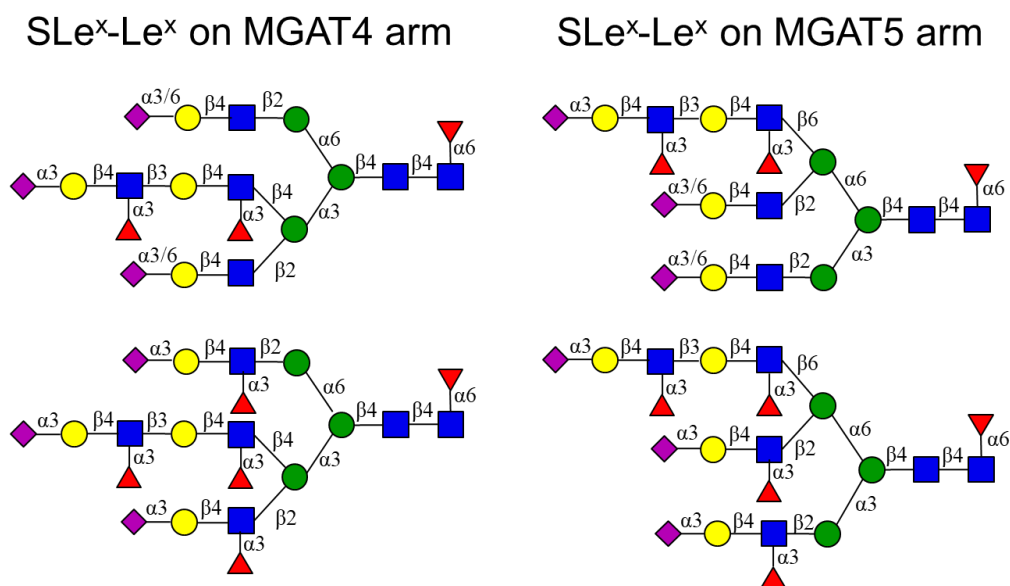 SLeˣ-Leˣ on MGAT4 arm
α3/6 β4 β2
α6 α6
β4 β4
α3 β4 β3 β4 β4
α3 α3 α3
α3/6 β4 β2
α3 β4 β2
α3 α6 α6
β4 β4
α3 β4 β3 β4 β4
α3 α3 α3
α3 β4 β2
α3
SLeˣ-Leˣ on MGAT5 arm
α3 β4 β3 β4 β6
α3 α3
α3/6 β4 β2 α6 α6
β4 β4
α3/6 β4 β2 α3
α3 β4 β3 β4 β6
α3 α3
α3 β4 β2 α6 α6
α3 β4 β4
α3 β4 β2 α3
α3